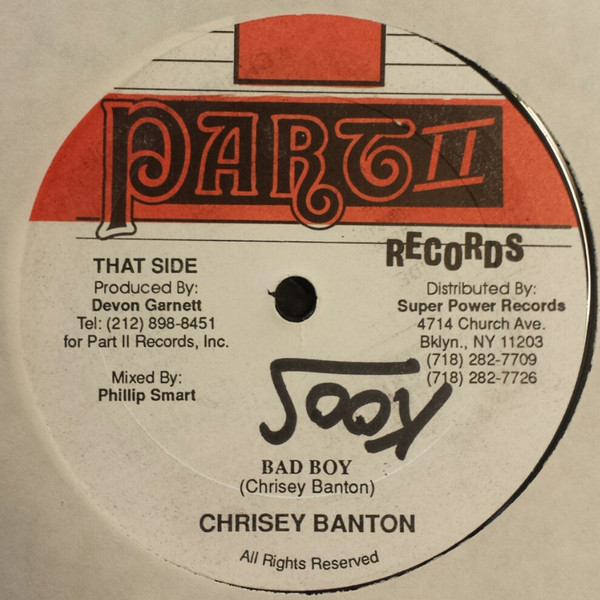 PART II
RECORDS
THAT SIDE
Produced By:
Devon Garnett
Tel: (212) 898-8451
for Part II Records, Inc.
Mixed By:
Phillip Smart
Distributed By:
Super Power Records
4714 Church Ave.
Bklyn., NY 11203
(718) 282-7709
(718) 282-7726
BAD BOY
(Chrisey Banton)
CHRISEY BANTON
All Rights Reserved